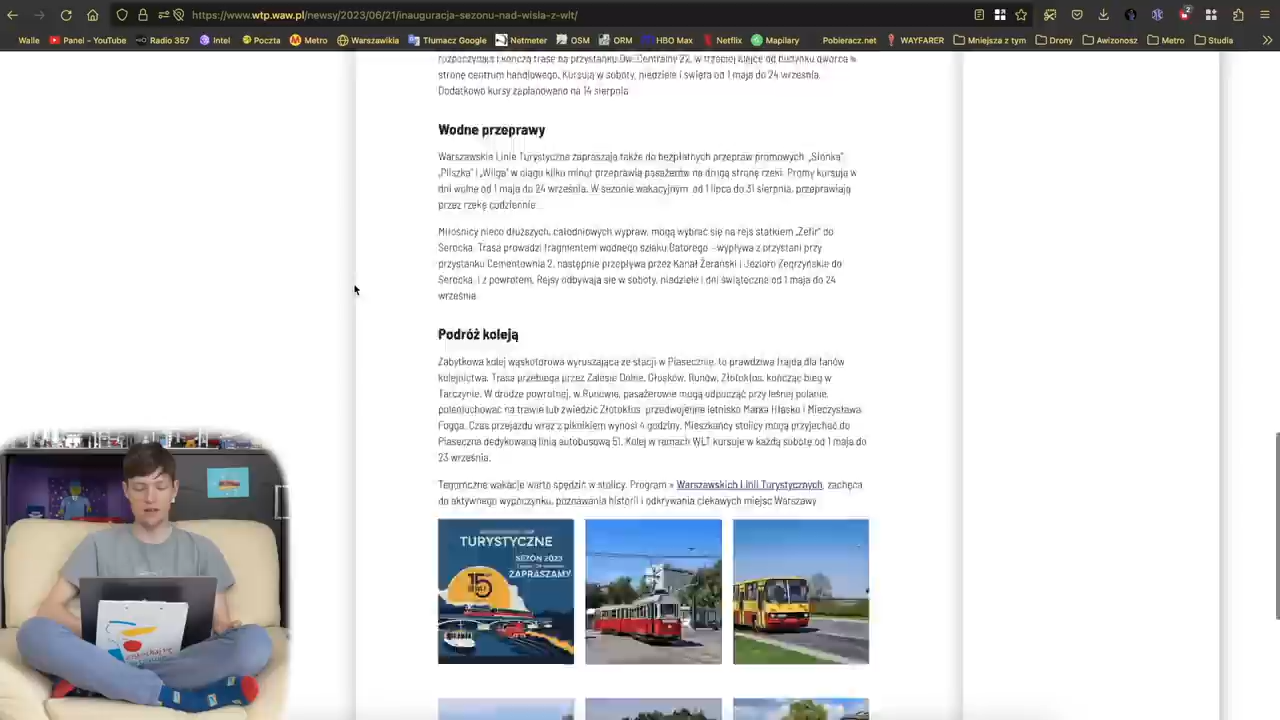 https://www.wtp.waw.pl/newsy/2023/06/21/inauguracja-sezonu-nad-wisla-z-wlt/
Walle Panel - YouTube Radio 357 Intel Poczta Metro Warszawikia Tłumacz Google Netmeter OSM ORM HBO Max Netflix Mapilary Pobieracz.net WAYFARER Mniejsza z tym Drony Awizonosz Metro Studia
rozpoczynają i kończą trasę na przystanku Dw. Centralny 22, w trzeciej alejce od budynku dworca w
stronę centrum handlowego. Kursują w soboty, niedziele i święta od 1 maja do 24 września.
Dodatkowo kursy zaplanowano na 14 sierpnia
Wodne przeprawy
Warszawskie Linie Turystyczne zapraszają także do bezpłatnych przepraw promowych. „Słonka”,
„Pliszka” i „Wilga” w ciągu kilku minut przeprawią pasażerów na drugą stronę rzeki. Promy kursują w
dni wolne od 1 maja do 24 września. W sezonie wakacyjnym od 1 lipca do 31 sierpnia, przeprawiają
przez rzekę codziennie.
Miłośnicy nieco dłuższych, całodniowych wypraw, mogą wybrać się na rejs statkiem „Zefir” do
Serocka. Trasa prowadzi fragmentem wodnego szlaku Batorego – wypływa z przystani przy
przystanku Cementownia 2, następnie przepływa przez Kanał Żerański i Jezioro Zegrzyńskie do
Serocka i z powrotem. Rejsy odbywają się w soboty, niedziele i dni świąteczne od 1 maja do 24
września
Podróż koleją
Zabytkowa kolej wąskotorowa wyruszająca ze stacji w Piasecznie, to prawdziwa frajda dla fanów
kolejnictwa. Trasa przebiega przez Zalesie Dolne, Głosków, Runów, Złotokłos, kończąc bieg w
Tarczynie. W drodze powrotnej, w Runowie, pasażerowie mogą odpocząć przy leśnej polanie,
poleniuchować na trawie lub zwiedzić Złotokłos przedwojenne letnisko Marka Hłasko i Mieczysława
Fogga. Czas przejazdu wraz z piknikiem wynosi 4 godziny. Mieszkańcy stolicy mogą przyjechać do
Piaseczna dedykowaną linią autobusową 51. Kolej w ramach WLT kursuje w każdą sobotę od 1 maja do
23 września.
Tegoroczne wakacje warto spędzić w stolicy. Program » Warszawskich Linii Turystycznych, zachęca
do aktywnego wypoczynku, poznawania historii i odkrywania ciekawych miejsc Warszawy
TURYSTYCZNE
SEZON 2023
ZAPRASZAMY
15